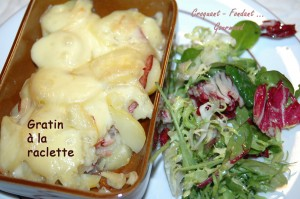 Croquant - Fondant ...
Gourmand
Gratin
à la
raclette